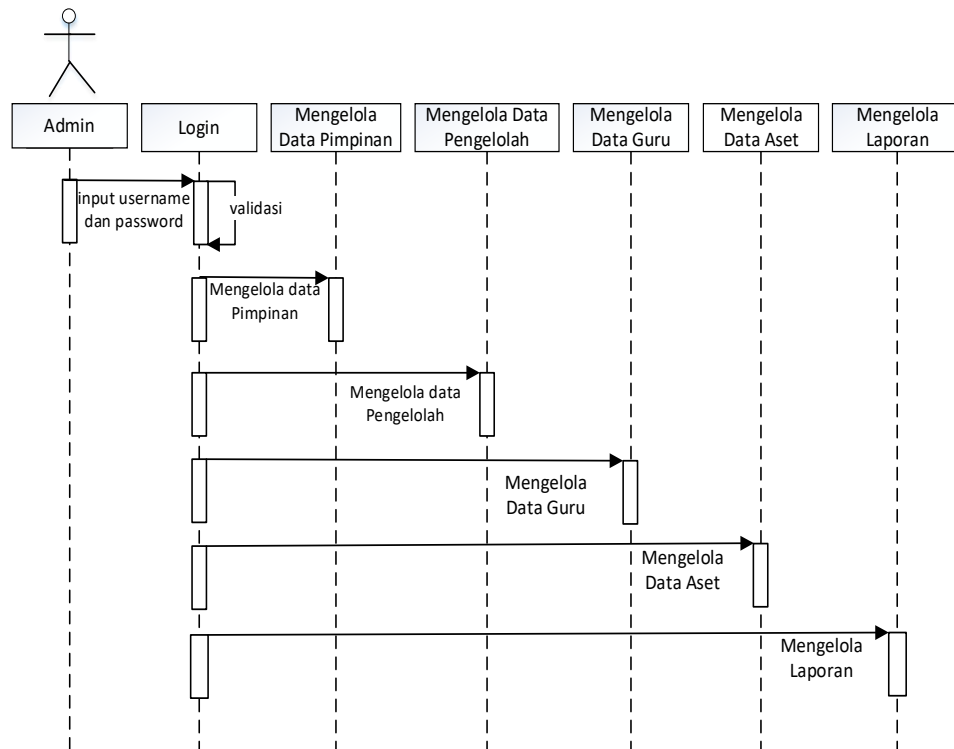 Admin
Login
Mengelola
Data Pimpinan
Mengelola Data
Pengelolah
Mengelola
Data Guru
Mengelola
Data Aset
Mengelola
Laporan
input username
dan password
validasi
Mengelola data
Pimpinan
Mengelola data
Pengelolah
Mengelola
Data Guru
Mengelola
Data Aset
Mengelola
Laporan